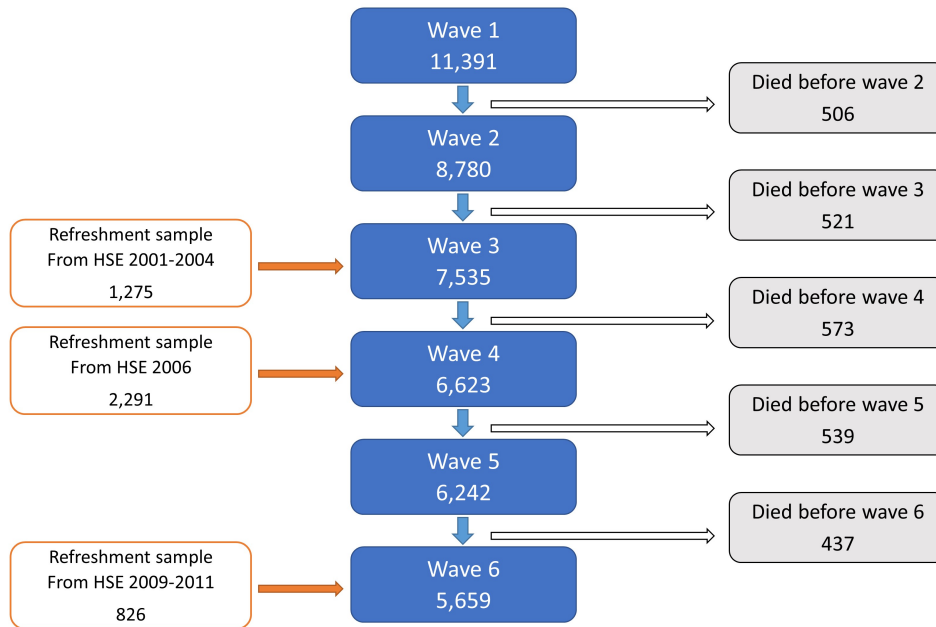 Wave 1
11,391
Died before wave 2
506
Wave 2
8,780
Died before wave 3
521
Refreshment sample
From HSE 2001-2004
1,275
Wave 3
7,535
Died before wave 4
573
Refreshment sample
From HSE 2006
2,291
Wave 4
6,623
Died before wave 5
539
Wave 5
6,242
Died before wave 6
437
Refreshment sample
From HSE 2009-2011
826
Wave 6
5,659